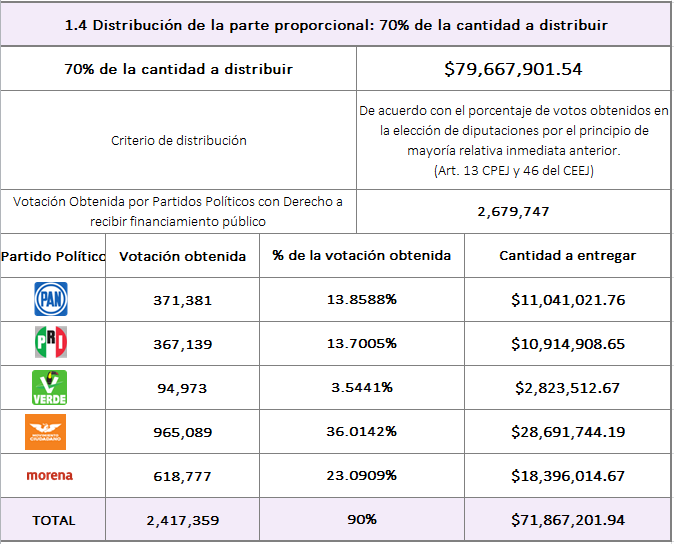 1.4 Distribución de la parte proporcional: 70% de la cantidad a distribuir
70% de la cantidad a distribuir $79,667,901.54
Criterio de distribución
De acuerdo con el porcentaje de votos obtenidos en
la elección de diputaciones por el principio de
mayoría relativa inmediata anterior.
(Art. 13 CPEJ y 46 del CEEJ)
Votación Obtenida por Partidos Políticos con Derecho a
recibir financiamiento público
2,679,747
Partido Político Votación obtenida % de la votación obtenida Cantidad a entregar
PAN 371,381 13.8588% $11,041,021.76
PRI 367,139 13.7005% $10,914,908.65
VERDE 94,973 3.5441% $2,823,512.67
MOVIMIENTO
CIUDADANO
965,089 36.0142% $28,691,744.19
morena 618,777 23.0909% $18,396,014.67
TOTAL 2,417,359 90% $71,867,201.94